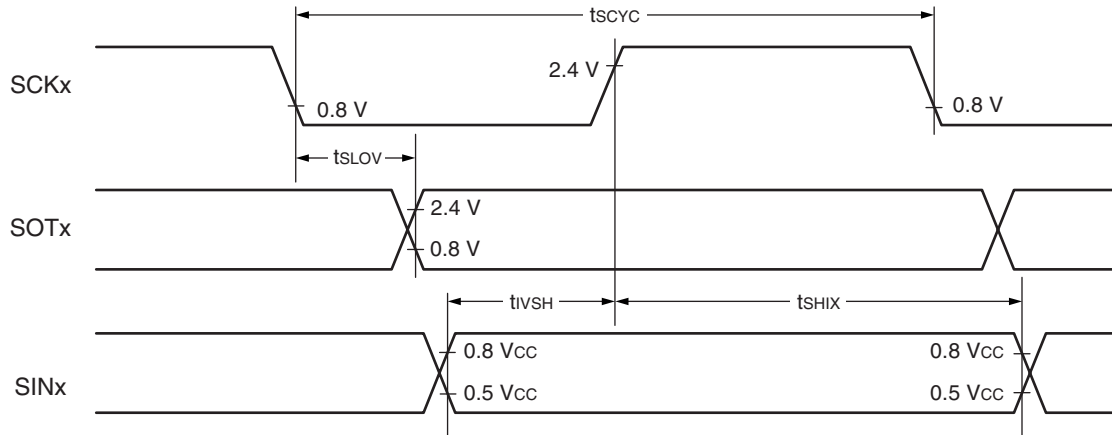 tSCYC
SCKx
2.4 V
0.8 V
0.8 V
tSLOV
SOTx
2.4 V
0.8 V
tIVSH
tSHIX
SINx
0.8 VCC
0.8 VCC
0.5 VCC
0.5 VCC